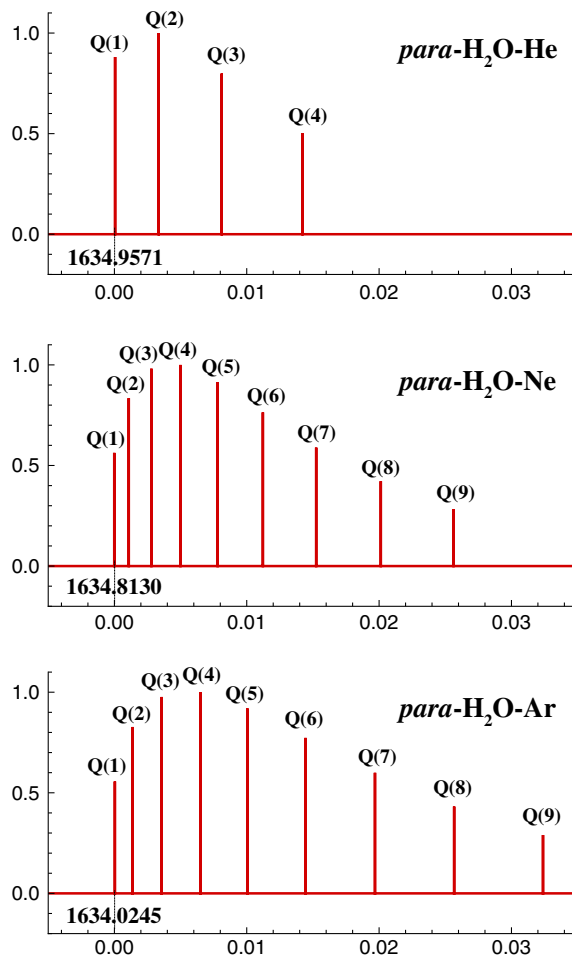 1.0
0.5
0.0
Q(1)
Q(2)
Q(3)
Q(4)
para-H2O-He
1634.9571
0.00 0.01 0.02 0.03
1.0
0.5
0.0
Q(1)
Q(2)
Q(3)
Q(4)
Q(5)
Q(6)
Q(7)
Q(8)
Q(9)
para-H2O-Ne
1634.8130
0.00 0.01 0.02 0.03
1.0
0.5
0.0
Q(1)
Q(2)
Q(3)
Q(4)
Q(5)
Q(6)
Q(7)
Q(8)
Q(9)
para-H2O-Ar
1634.0245
0.00 0.01 0.02 0.03